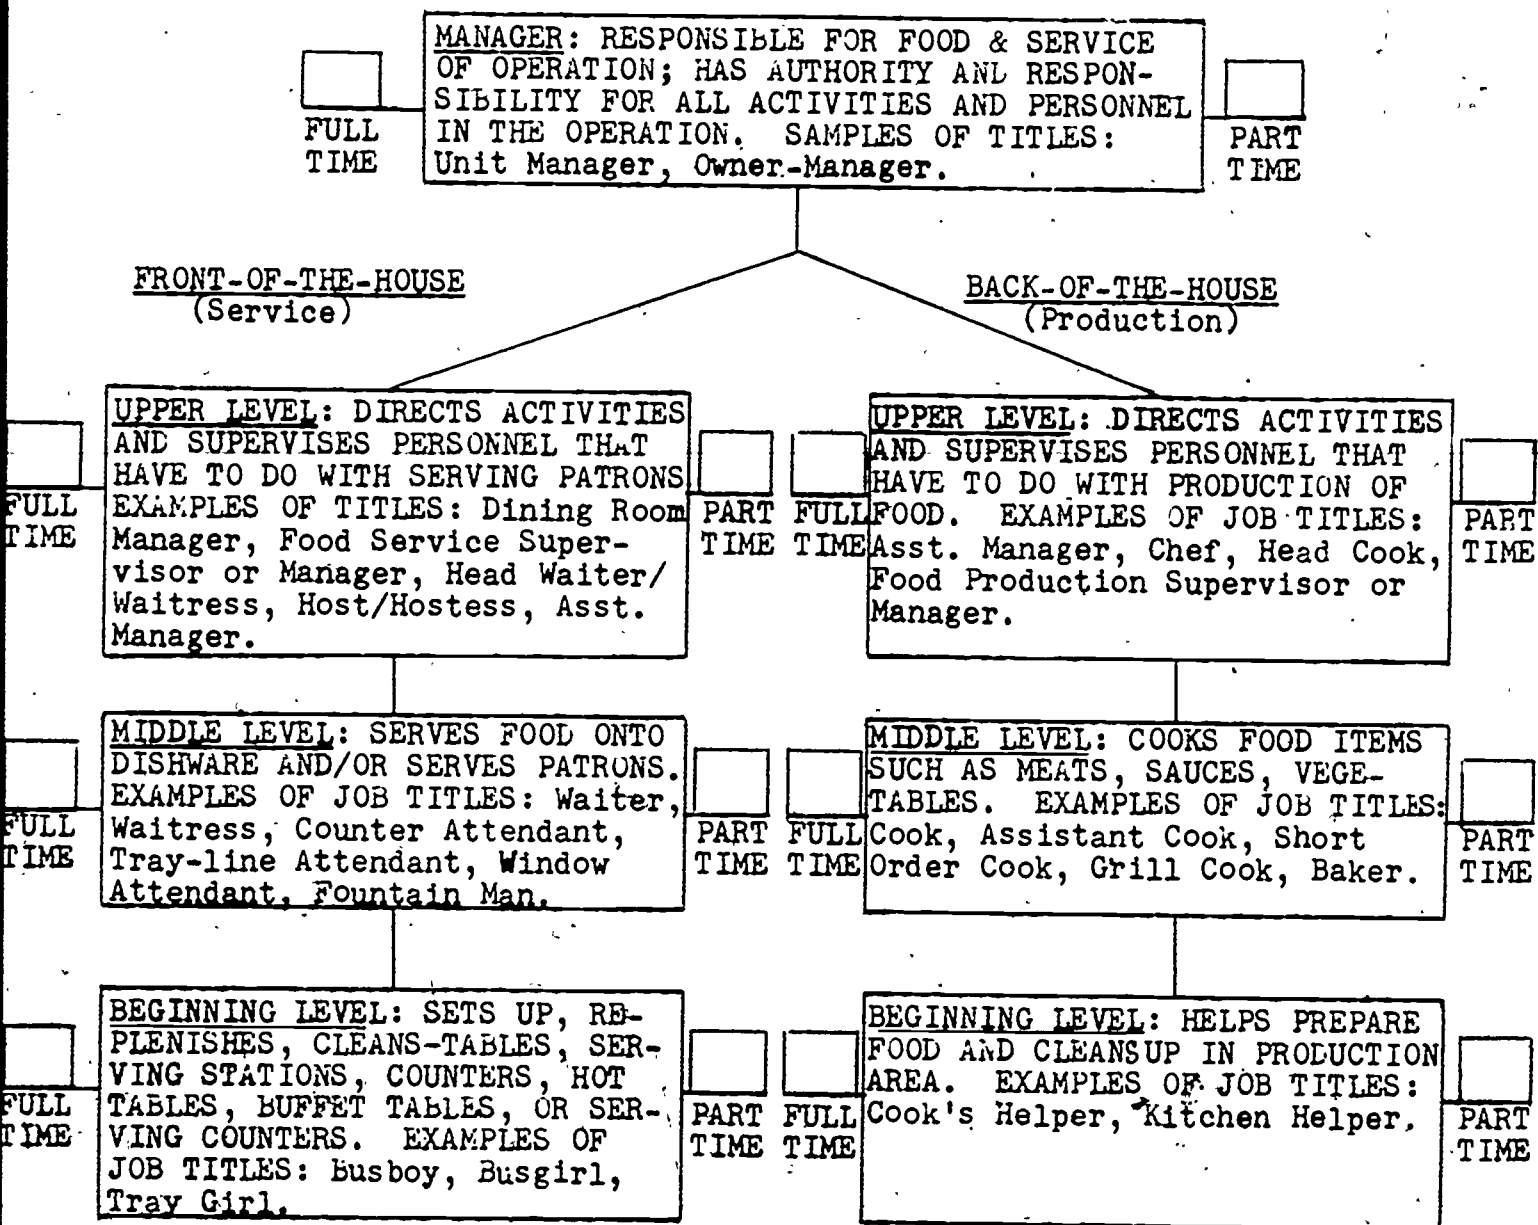 MANAGER: RESPONSIBLE FOR FOOD & SERVICE
OF OPERATION; HAS AUTHORITY AND RESPON-
SIBILITY FOR ALL ACTIVITIES AND PERSONNEL
IN THE OPERATION. SAMPLES OF TITLES:
Unit Manager, Owner-Manager.
FULL
TIME
PART
TIME
FRONT-OF-THE-HOUSE
(Service)
BACK-OF-THE-HOUSE
(Production)
UPPER LEVEL: DIRECTS ACTIVITIES
AND SUPERVISES PERSONNEL THAT
HAVE TO DO WITH SERVING PATRONS
EXAMPLES OF TITLES: Dining Room
Manager, Food Service Super-
visor or Manager, Head Waiter/
Waitress, Host/Hostess, Asst.
Manager.
FULL
TIME
PART
TIME
UPPER LEVEL: DIRECTS ACTIVITIES
AND SUPERVISES PERSONNEL THAT
HAVE TO DO WITH PRODUCTION OF
FOOD. EXAMPLES OF JOB TITLES:
Asst. Manager, Chef, Head Cook,
Food Production Supervisor or
Manager.
FULL
TIME
PART
TIME
MIDDLE LEVEL: SERVES FOOD ONTO
DISHWARE AND/OR SERVES PATRONS.
EXAMPLES OF JOB TITLES: Waiter,
Waitress, Counter Attendant,
Tray-line Attendant, Window
Attendant, Fountain Man.
FULL
TIME
PART
TIME
MIDDLE LEVEL: COOKS FOOD ITEMS
SUCH AS MEATS, SAUCES, VEGE-
TABLES. EXAMPLES OF JOB TITLES:
Cook, Assistant Cook, Short
Order Cook, Grill Cook, Baker.
FULL
TIME
PART
TIME
BEGINNING LEVEL: SETS UP, RE-
PLENISHES, CLEANS-TABLES, SER-
VING STATIONS, COUNTERS, HOT
TABLES, BUFFET TABLES, OR SER-
VING COUNTERS. EXAMPLES OF
JOB TITLES: Busboy, Busgirl,
Tray Girl.
FULL
TIME
PART
TIME
BEGINNING LEVEL: HELPS PREPARE
FOOD AND CLEANSUP IN PRODUCTION
AREA. EXAMPLES OF JOB TITLES:
Cook's Helper, Kitchen Helper.
FULL
TIME
PART
TIME